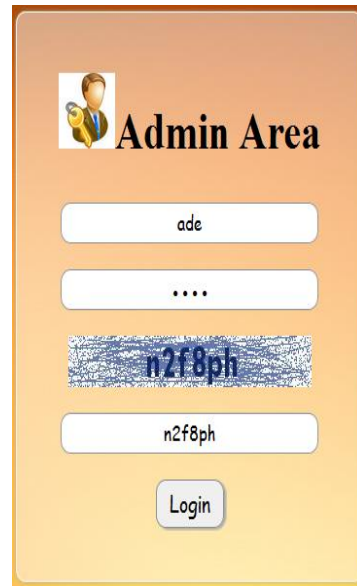 Admin Area
ade
••••
n2f8ph
n2f8ph
Login